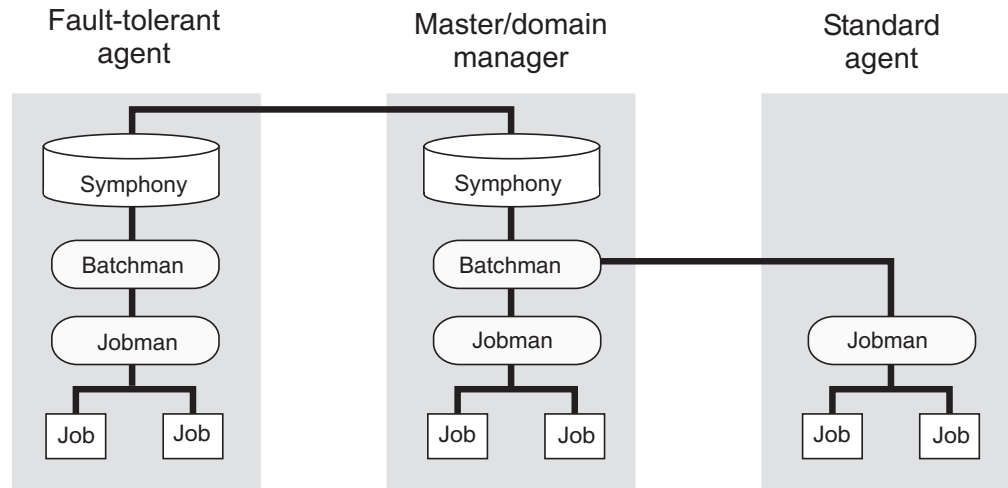 Fault-tolerant
agent
Master/domain
manager
Standard
agent
Symphony
Symphony
Batchman
Batchman
Jobman
Jobman
Jobman
Job
Job
Job
Job
Job
Job